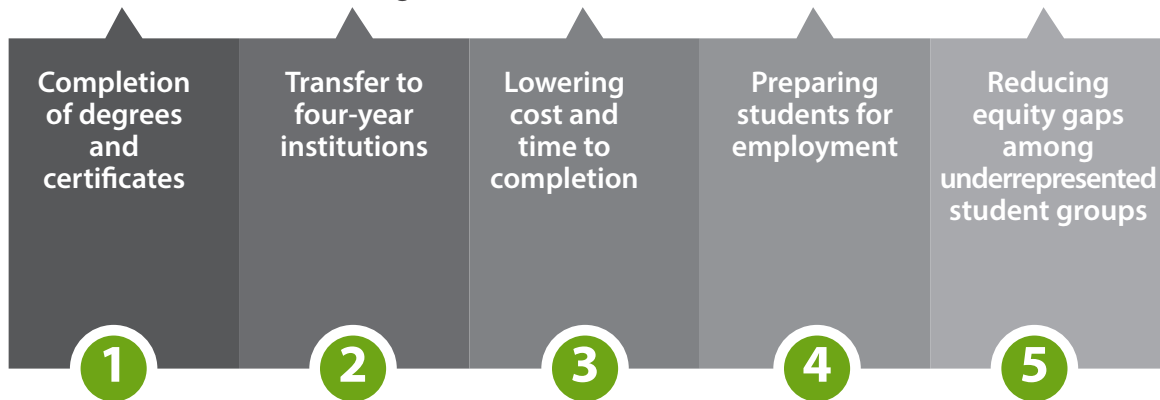 Completion
of degrees
and
certificates
1
Transfer to
four-year
institutions
2
Lowering
cost and
time to
completion
3
Preparing
students for
employment
4
Reducing
equity gaps
among
underrepresented
student groups
5